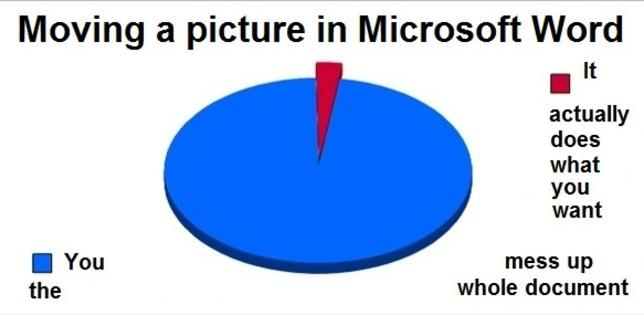 Moving a picture in Microsoft Word
It
actually
does
what
you
want
You mess up
the whole document